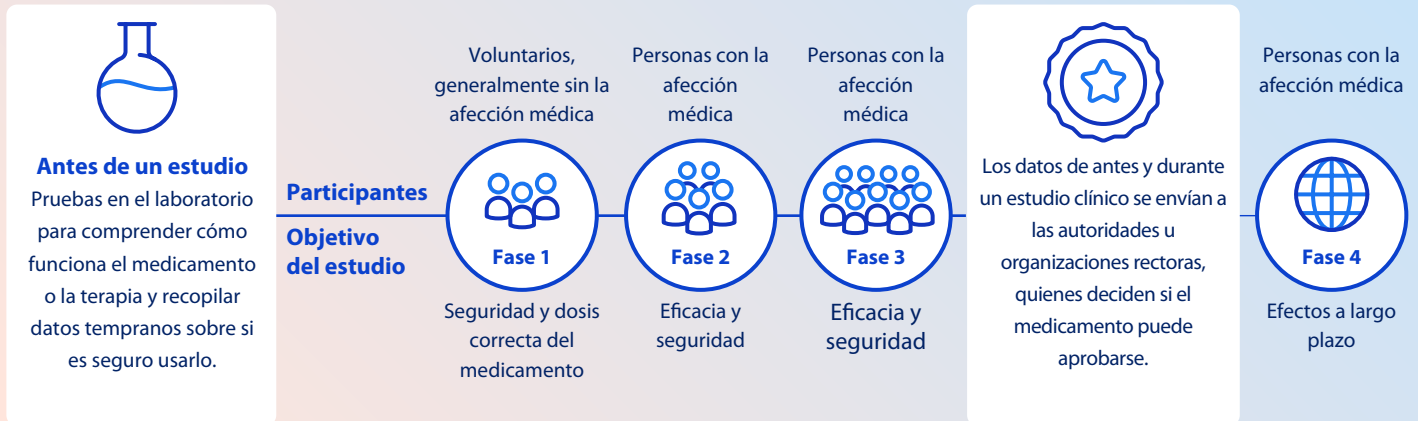 Antes de un estudio
Pruebas en el laboratorio
para comprender cómo
funciona el medicamento
o la terapia y recopilar
datos tempranos sobre si
es seguro usarlo.
Participantes
Objetivo
del estudio
Voluntarios,
generalmente sin la
afección médica
Fase 1
Seguridad y dosis
correcta del
medicamento
Personas con la
afección
médica
Fase 2
Eficacia y
seguridad
Personas con la
afección
médica
Fase 3
Eficacia y
seguridad
Los datos de antes y durante
un estudio clínico se envían a
las autoridades u
organizaciones rectoras,
quienes deciden si el
medicamento puede
aprobarse.
Personas con la
afección médica
Fase 4
Efectos a largo
plazo